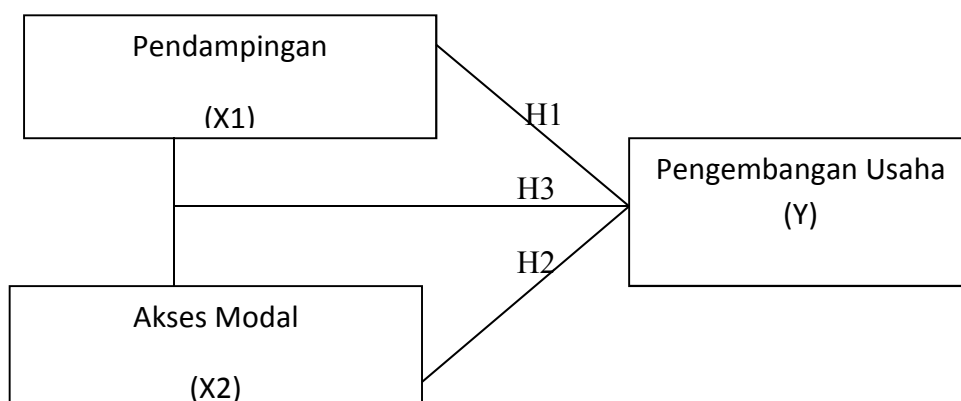 Pendampingan
(X1)
H1
Pengembangan Usaha
(Y)
H3
H2
Akses Modal
(X2)